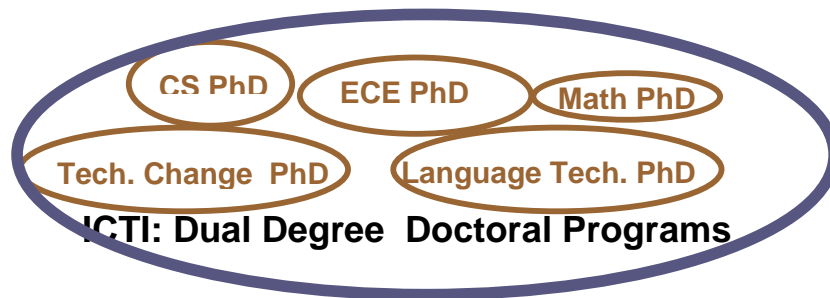 CS PhD
ECE PhD
Math PhD
Tech. Change PhD
Language Tech. PhD
ICTI: Dual Degree Doctoral Programs